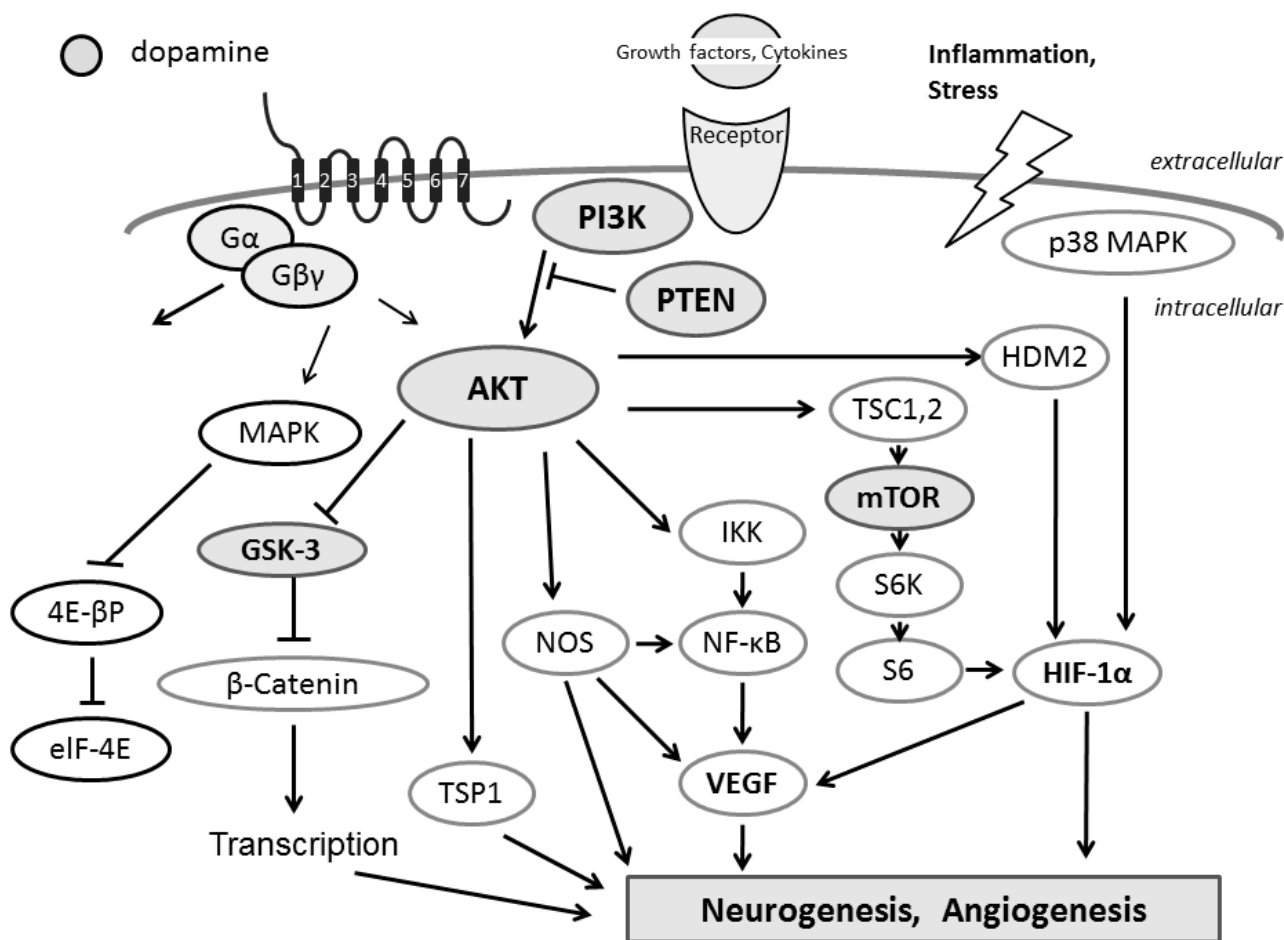 dopamine
Growth factors, Cytokines
Inflammation,
Stress
Receptor
extracellular
1 2 3 4 5 6 7
PI3K
Gα
p38 MAPK
Gβγ
PTEN
intracellular
HDM2
AKT
TSC1,2
MAPK
mTOR
IKK
GSK-3
S6K
4E-βP
NOS
NF-κB
S6
HIF-1α
β-Catenin
eIF-4E
VEGF
TSP1
Transcription
Neurogenesis, Angiogenesis